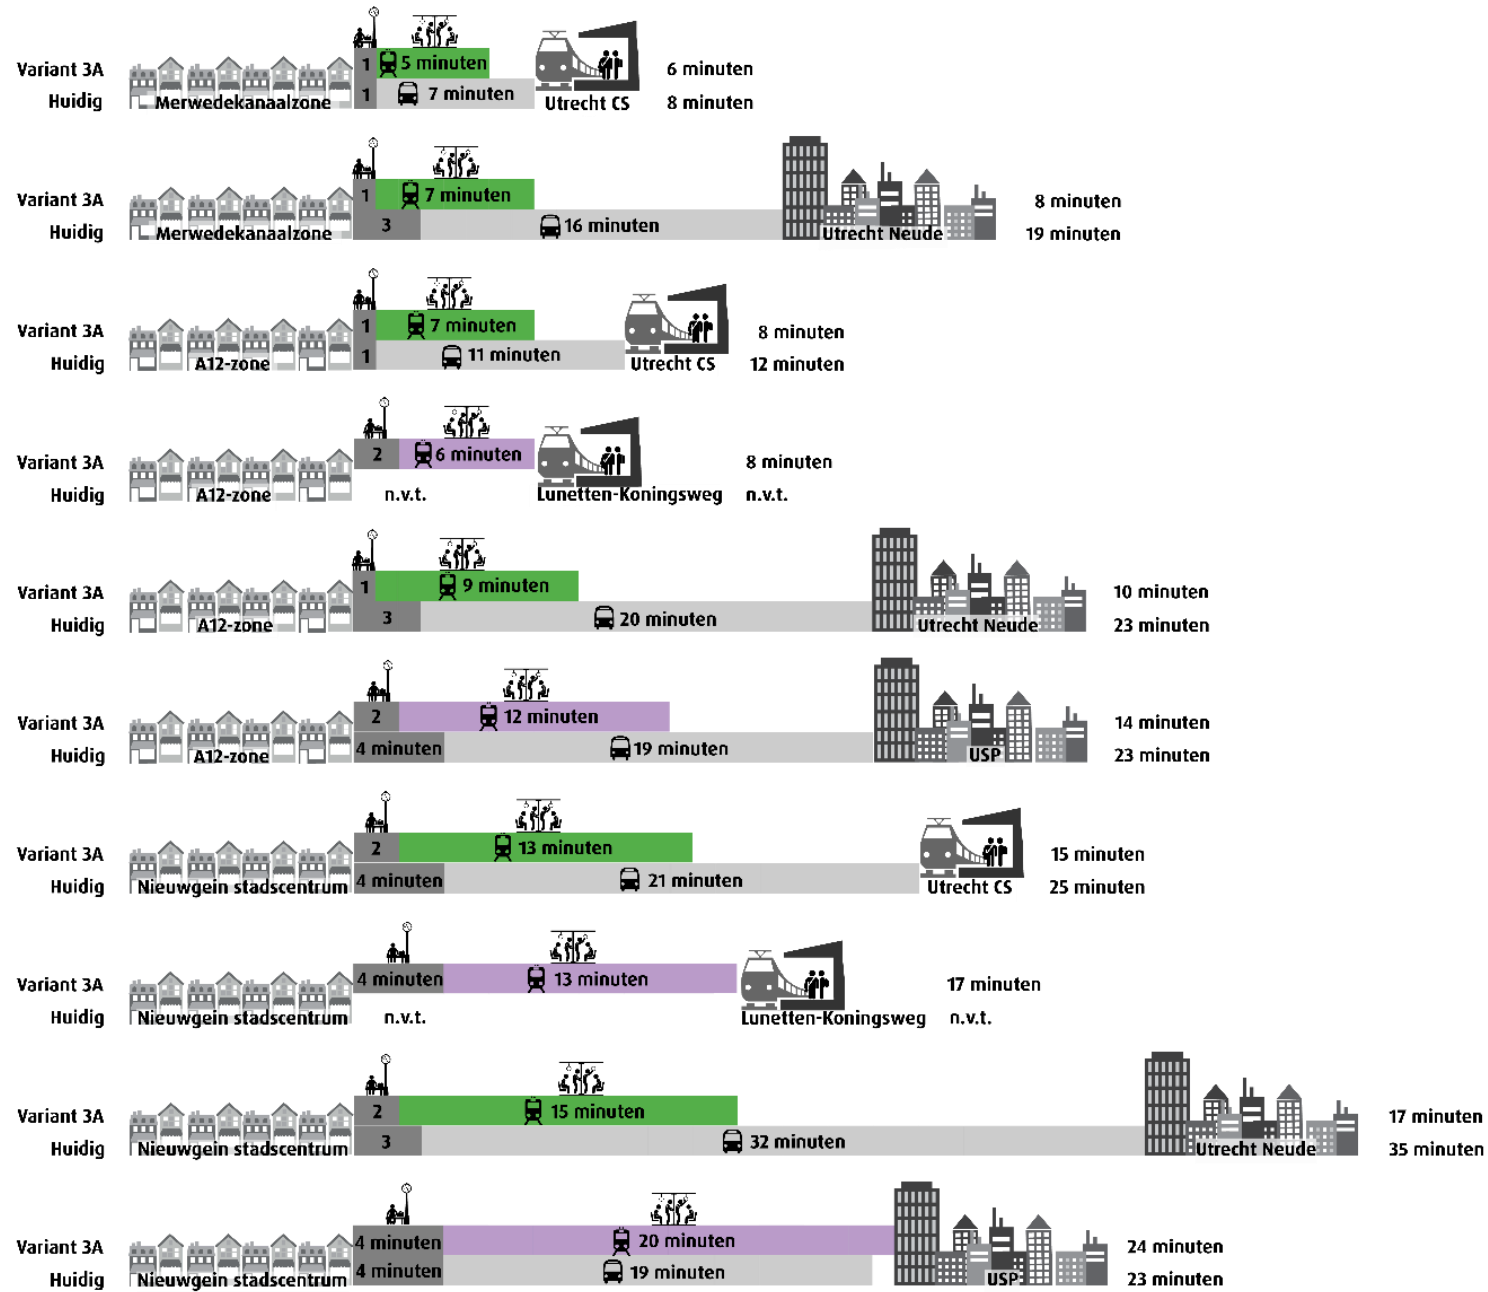 Variant 3A 1 5 minuten 6 minuten
Huidig Merwedekanaalzone 1 7 minuten Utrecht CS 8 minuten
Variant 3A 1 7 minuten 8 minuten
Huidig Merwedekanaalzone 3 16 minuten Utrecht Neude 19 minuten
Variant 3A 1 7 minuten 8 minuten
Huidig A12-zone 1 11 minuten Utrecht CS 12 minuten
Variant 3A 2 6 minuten 8 minuten
Huidig A12-zone n.v.t. Lunetten-Koningsweg n.v.t.
Variant 3A 1 9 minuten 10 minuten
Huidig A12-zone 3 20 minuten Utrecht Neude 23 minuten
Variant 3A 2 12 minuten 14 minuten
Huidig A12-zone 4 minuten 19 minuten USP 23 minuten
Variant 3A 2 13 minuten 15 minuten
Huidig Nieuwgein stadscentrum 4 minuten 21 minuten Utrecht CS 25 minuten
Variant 3A 4 minuten 13 minuten 17 minuten
Huidig Nieuwgein stadscentrum n.v.t. Lunetten-Koningsweg n.v.t.
Variant 3A 2 15 minuten 17 minuten
Huidig Nieuwgein stadscentrum 3 32 minuten Utrecht Neude 35 minuten
Variant 3A 4 minuten 20 minuten 24 minuten
Huidig Nieuwgein stadscentrum 4 minuten 19 minuten USP 23 minuten